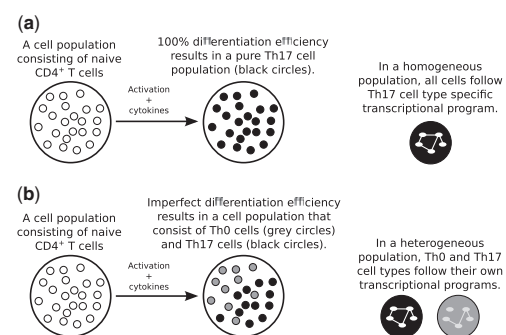 (a)
A cell population
consisting of naive
CD4⁺ T cells
Activation
+
cytokines
100% differentiation efficiency
results in a pure Th17 cell
population (black circles).
In a homogeneous
population, all cells follow
Th17 cell type specific
transcriptional program.
(b)
A cell population
consisting of naive
CD4⁺ T cells
Activation
+
cytokines
Imperfect differentiation efficiency
results in a cell population that
consist of Th0 cells (grey circles)
and Th17 cells (black circles).
In a heterogeneous
population, Th0 and Th17
cell types follow their own
transcriptional programs.